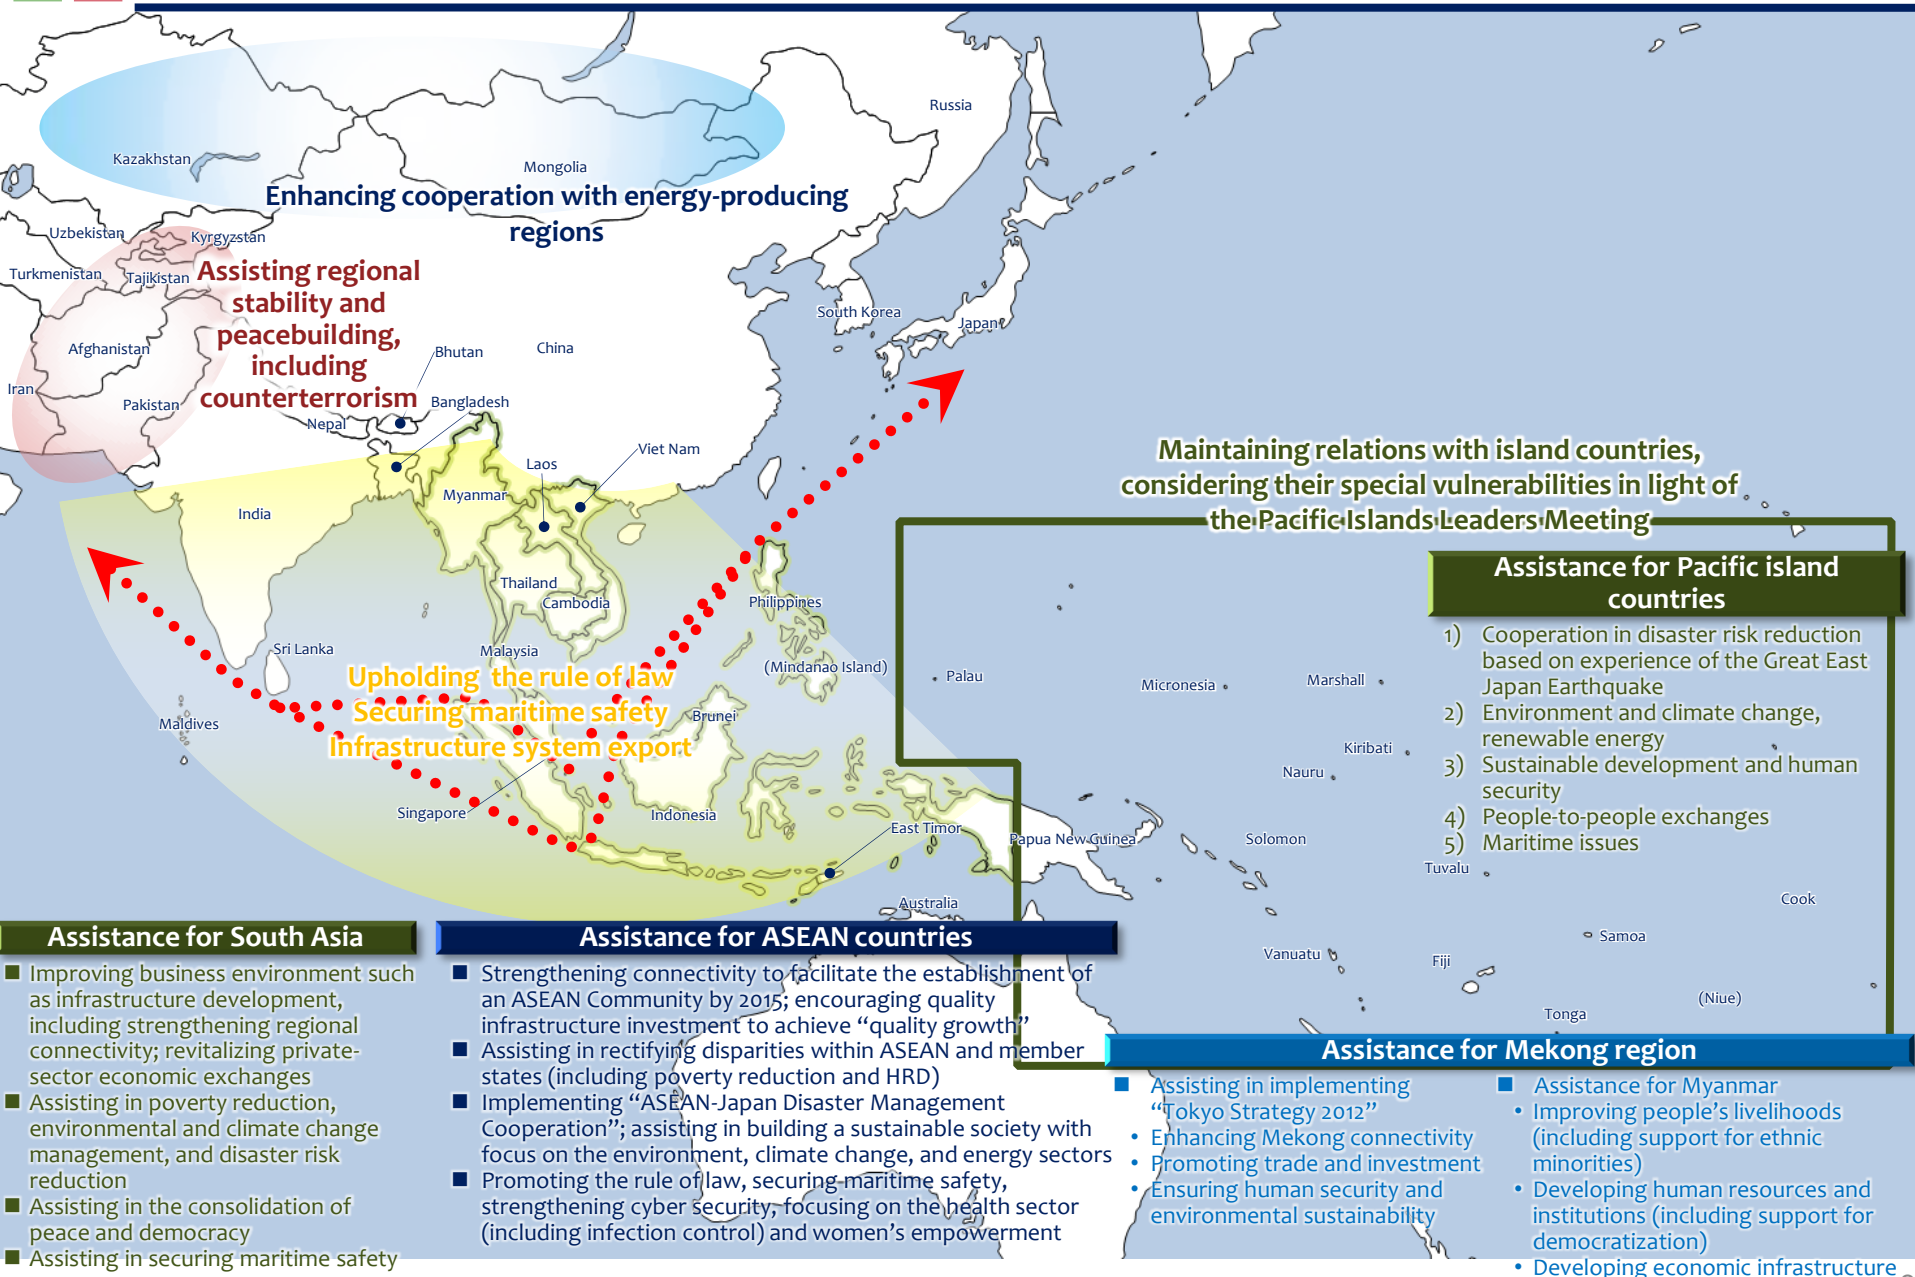 Russia
Kazakhstan
Mongolia
Enhancing cooperation with energy-producing
regions
Uzbekistan
Kyrgyzstan
Turkmenistan
Tajikistan
Assisting regional
stability and
peacebuilding,
including
counterterrorism
South Korea
Japan
Afghanistan
Bhutan
China
Iran
Pakistan
Bangladesh
Nepal
Viet Nam
Laos
Myanmar
India
Maintaining relations with island countries,
considering their special vulnerabilities in light of
the Pacific Islands Leaders Meeting
Thailand
Cambodia
Philippines
Sri Lanka
Malaysia
(Mindanao Island)
Upholding the rule of law
Securing maritime safety
Infrastructure system export
Maldives
Brunei
Singapore
Indonesia
East Timor
Palau
Micronesia
Marshall
Kiribati
Nauru
Papua New Guinea
Solomon
Tuvalu
Cook
Australia
Samoa
Vanuatu
Fiji
(Niue)
Tonga
Assistance for Pacific island
countries
1) Cooperation in disaster risk reduction
based on experience of the Great East
Japan Earthquake
2) Environment and climate change,
renewable energy
3) Sustainable development and human
security
4) People-to-people exchanges
5) Maritime issues
Assistance for South Asia
■ Improving business environment such
as infrastructure development,
including strengthening regional
connectivity; revitalizing private-
sector economic exchanges
■ Assisting in poverty reduction,
environmental and climate change
management, and disaster risk
reduction
■ Assisting in the consolidation of
peace and democracy
■ Assisting in securing maritime safety
Assistance for ASEAN countries
■ Strengthening connectivity to facilitate the establishment of
an ASEAN Community by 2015; encouraging quality
infrastructure investment to achieve “quality growth”
■ Assisting in rectifying disparities within ASEAN and member
states (including poverty reduction and HRD)
■ Implementing “ASEAN-Japan Disaster Management
Cooperation”; assisting in building a sustainable society with
focus on the environment, climate change, and energy sectors
■ Promoting the rule of law, securing maritime safety,
strengthening cyber security, focusing on the health sector
(including infection control) and women’s empowerment
Assistance for Mekong region
■ Assisting in implementing
“Tokyo Strategy 2012”
• Enhancing Mekong connectivity
• Promoting trade and investment
• Ensuring human security and
environmental sustainability
■ Assistance for Myanmar
• Improving people’s livelihoods
(including support for ethnic
minorities)
• Developing human resources and
institutions (including support for
democratization)
• Developing economic infrastructure